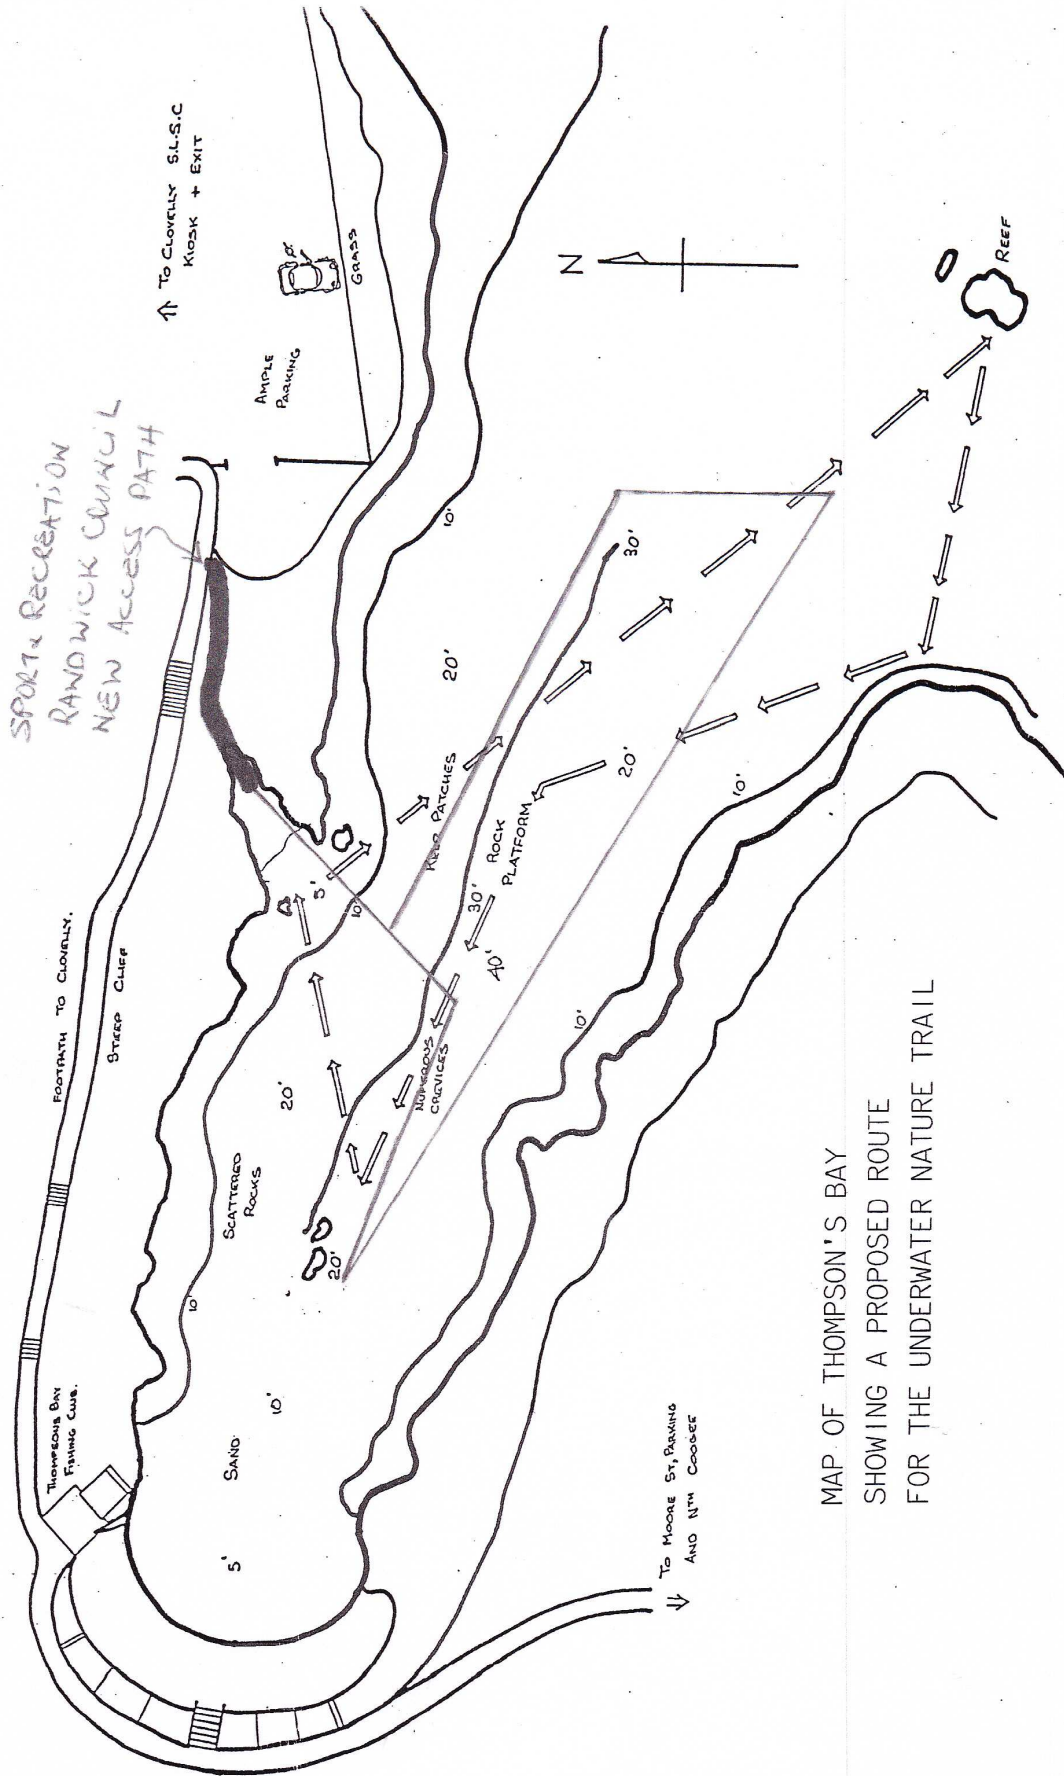 SPORT & RECREATION
RANDWICK COUNCIL
NEW ACCESS PATH
⇑ TO CLOVELLY S.L.S.C
KIOSK + EXIT
AMPLE
PARKING
GRASS
N
FOOTPATH TO CLOVELLY.
STEEP CLIFF
THOMPSONS BAY
FISHING CLUB.
SCATTERED
ROCKS
SAND
5'
10'
10'
20'
20'
5'
10'
KELP PATCHES
20'
10'
30'
ROCK
PLATFORM
30'
40'
20'
NUMEROUS
CREVICES
10'
10'
REEF
⇓ TO MOORE ST, PARKING
AND NTH COOGEE
MAP OF THOMPSON'S BAY
SHOWING A PROPOSED ROUTE
FOR THE UNDERWATER NATURE TRAIL